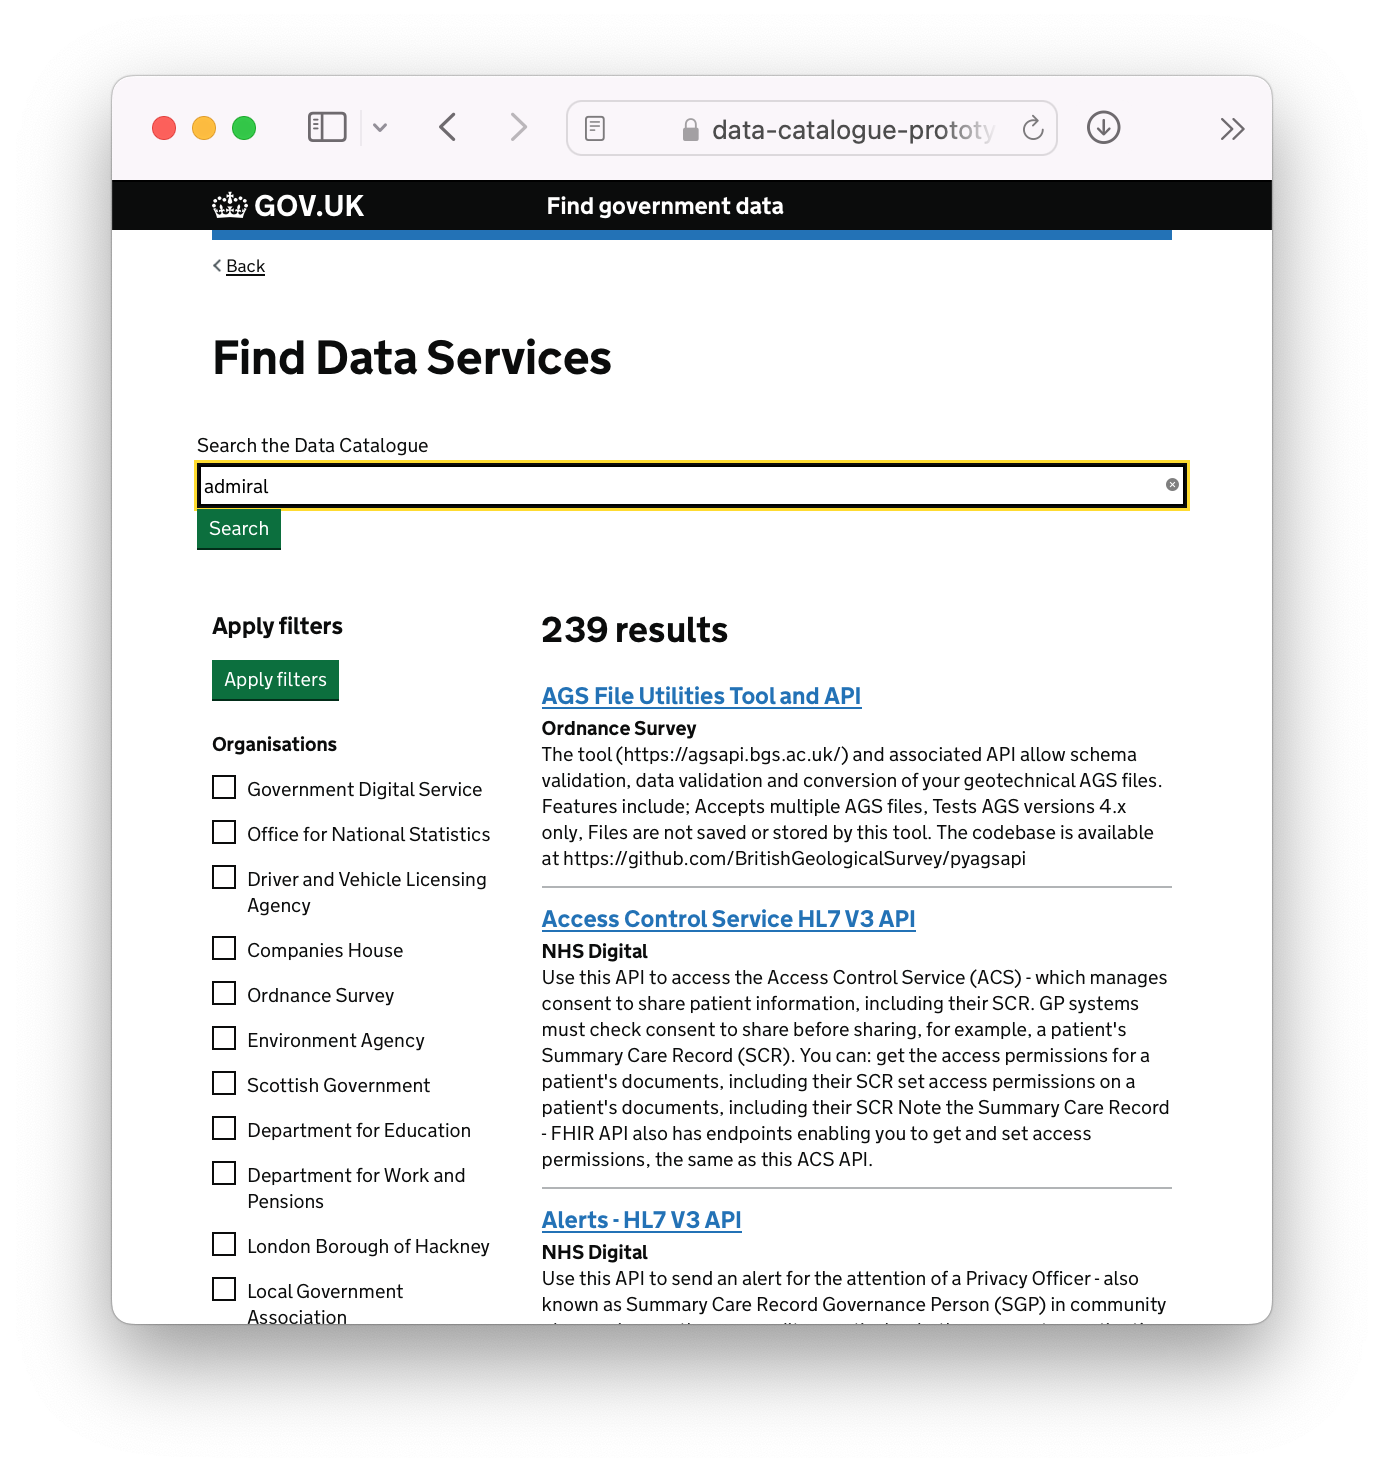 data-catalogue-prototy
GOV.UK
Find government data
Back
Find Data Services
Search the Data Catalogue
admiral
Search
Apply filters
Apply filters
Organisations
Government Digital Service
Office for National Statistics
Driver and Vehicle Licensing
Agency
Companies House
Ordnance Survey
Environment Agency
Scottish Government
Department for Education
Department for Work and
Pensions
London Borough of Hackney
Local Government
Association
239 results
AGS File Utilities Tool and API
Ordnance Survey
The tool (https://agsapi.bgs.ac.uk/) and associated API allow schema
validation, data validation and conversion of your geotechnical AGS files.
Features include; Accepts multiple AGS files, Tests AGS versions 4.x
only, Files are not saved or stored by this tool. The codebase is available
at https://github.com/BritishGeologicalSurvey/pyagsapi
Access Control Service HL7 V3 API
NHS Digital
Use this API to access the Access Control Service (ACS) - which manages
consent to share patient information, including their SCR. GP systems
must check consent to share before sharing, for example, a patient's
Summary Care Record (SCR). You can: get the access permissions for a
patient's documents, including their SCR set access permissions on a
patient's documents, including their SCR Note the Summary Care Record
- FHIR API also has endpoints enabling you to get and set access
permissions, the same as this ACS API.
Alerts - HL7 V3 API
NHS Digital
Use this API to send an alert for the attention of a Privacy Officer - also
known as Summary Care Record Governance Person (SGP) in community